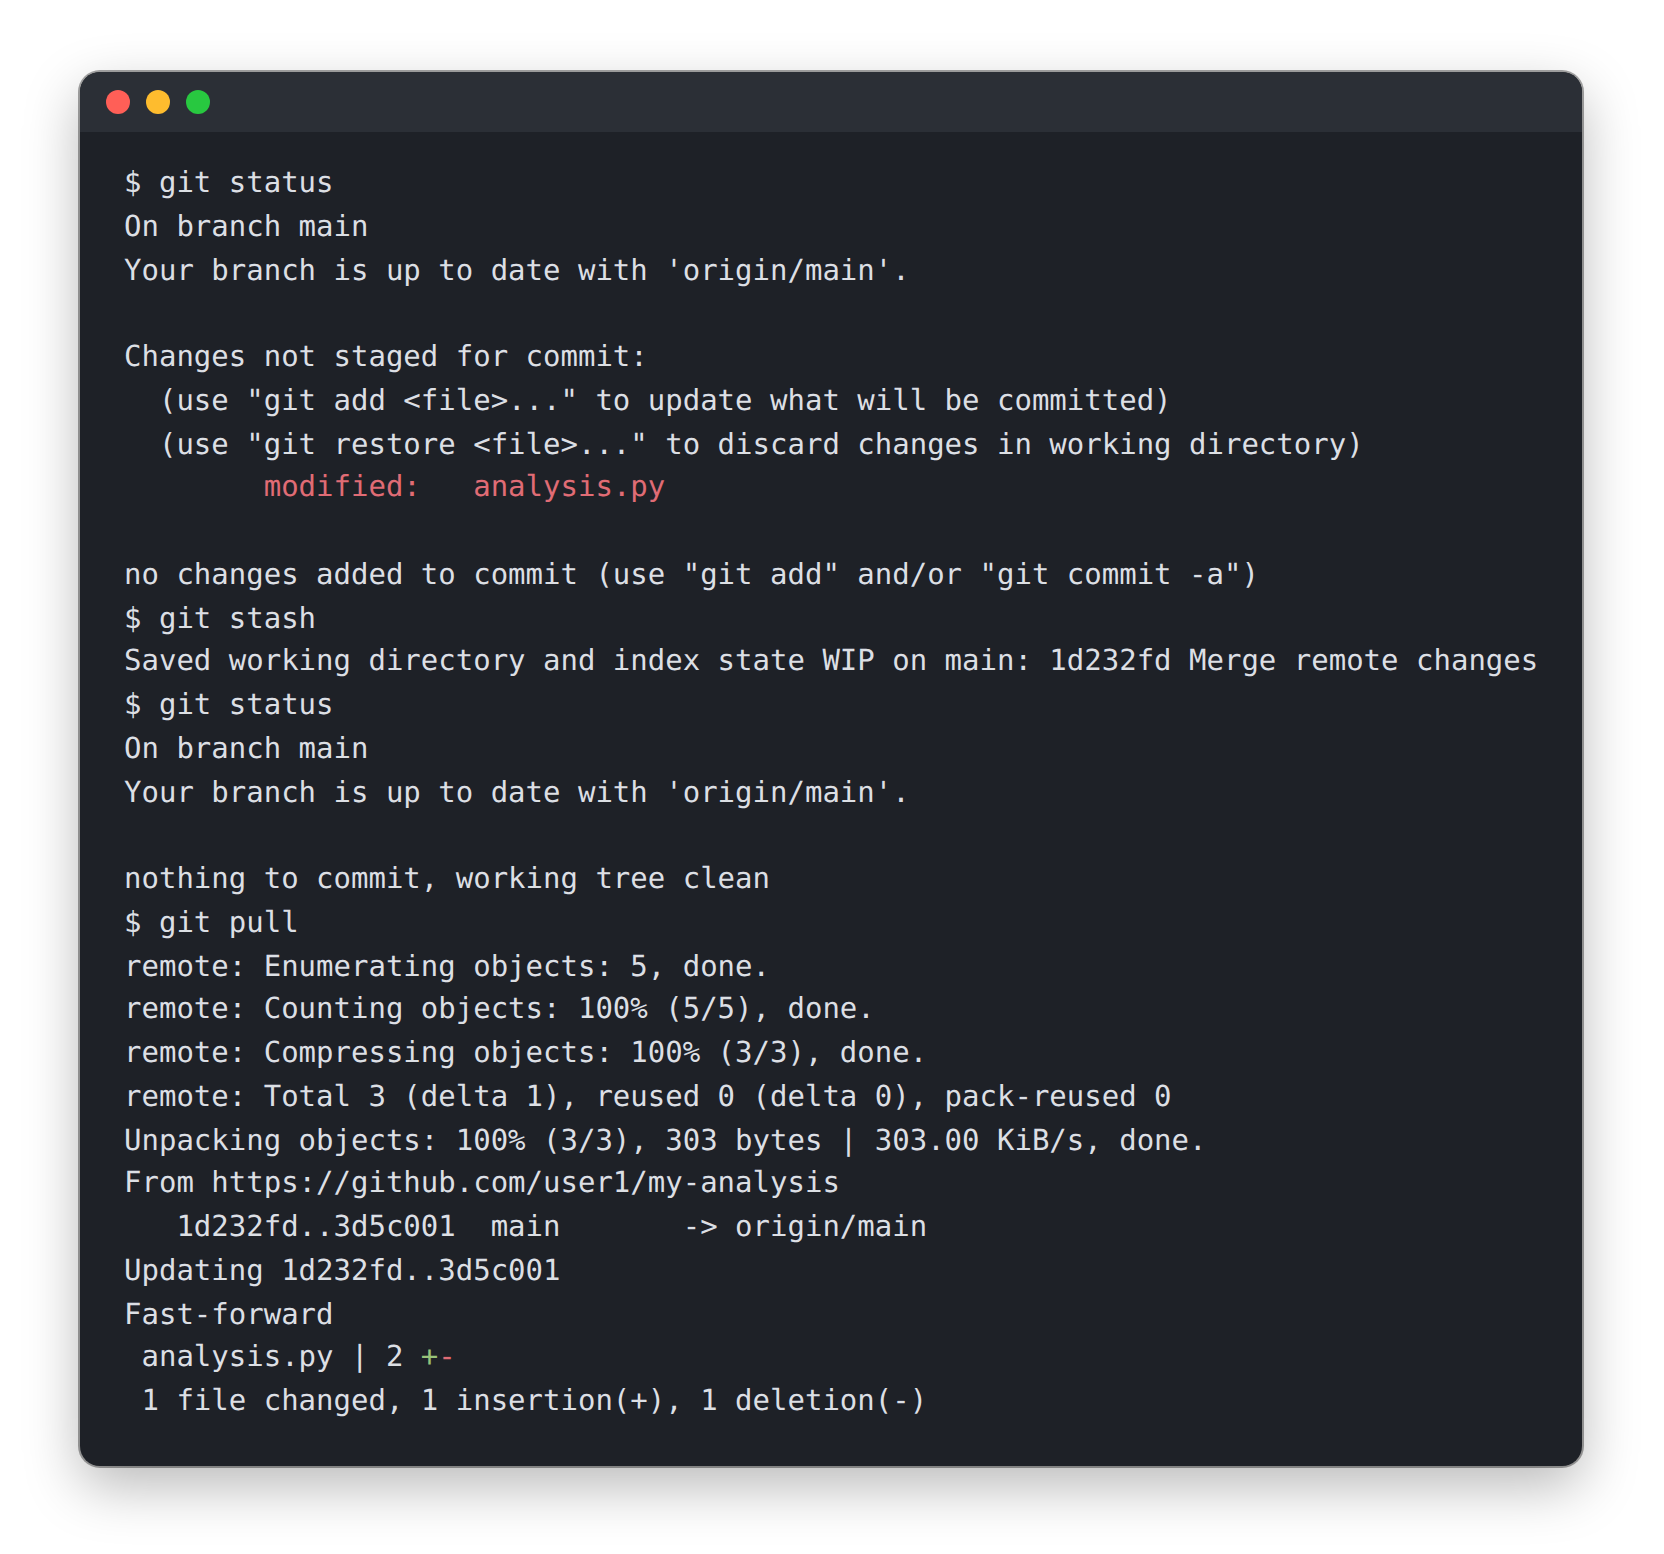 $ git status
On branch main
Your branch is up to date with 'origin/main'.

Changes not staged for commit:
  (use "git add <file>..." to update what will be committed)
  (use "git restore <file>..." to discard changes in working directory)
        modified:   analysis.py

no changes added to commit (use "git add" and/or "git commit -a")
$ git stash
Saved working directory and index state WIP on main: 1d232fd Merge remote changes
$ git status
On branch main
Your branch is up to date with 'origin/main'.

nothing to commit, working tree clean
$ git pull
remote: Enumerating objects: 5, done.
remote: Counting objects: 100% (5/5), done.
remote: Compressing objects: 100% (3/3), done.
remote: Total 3 (delta 1), reused 0 (delta 0), pack-reused 0
Unpacking objects: 100% (3/3), 303 bytes | 303.00 KiB/s, done.
From https://github.com/user1/my-analysis
   1d232fd..3d5c001  main       -> origin/main
Updating 1d232fd..3d5c001
Fast-forward
 analysis.py | 2 +-
 1 file changed, 1 insertion(+), 1 deletion(-)